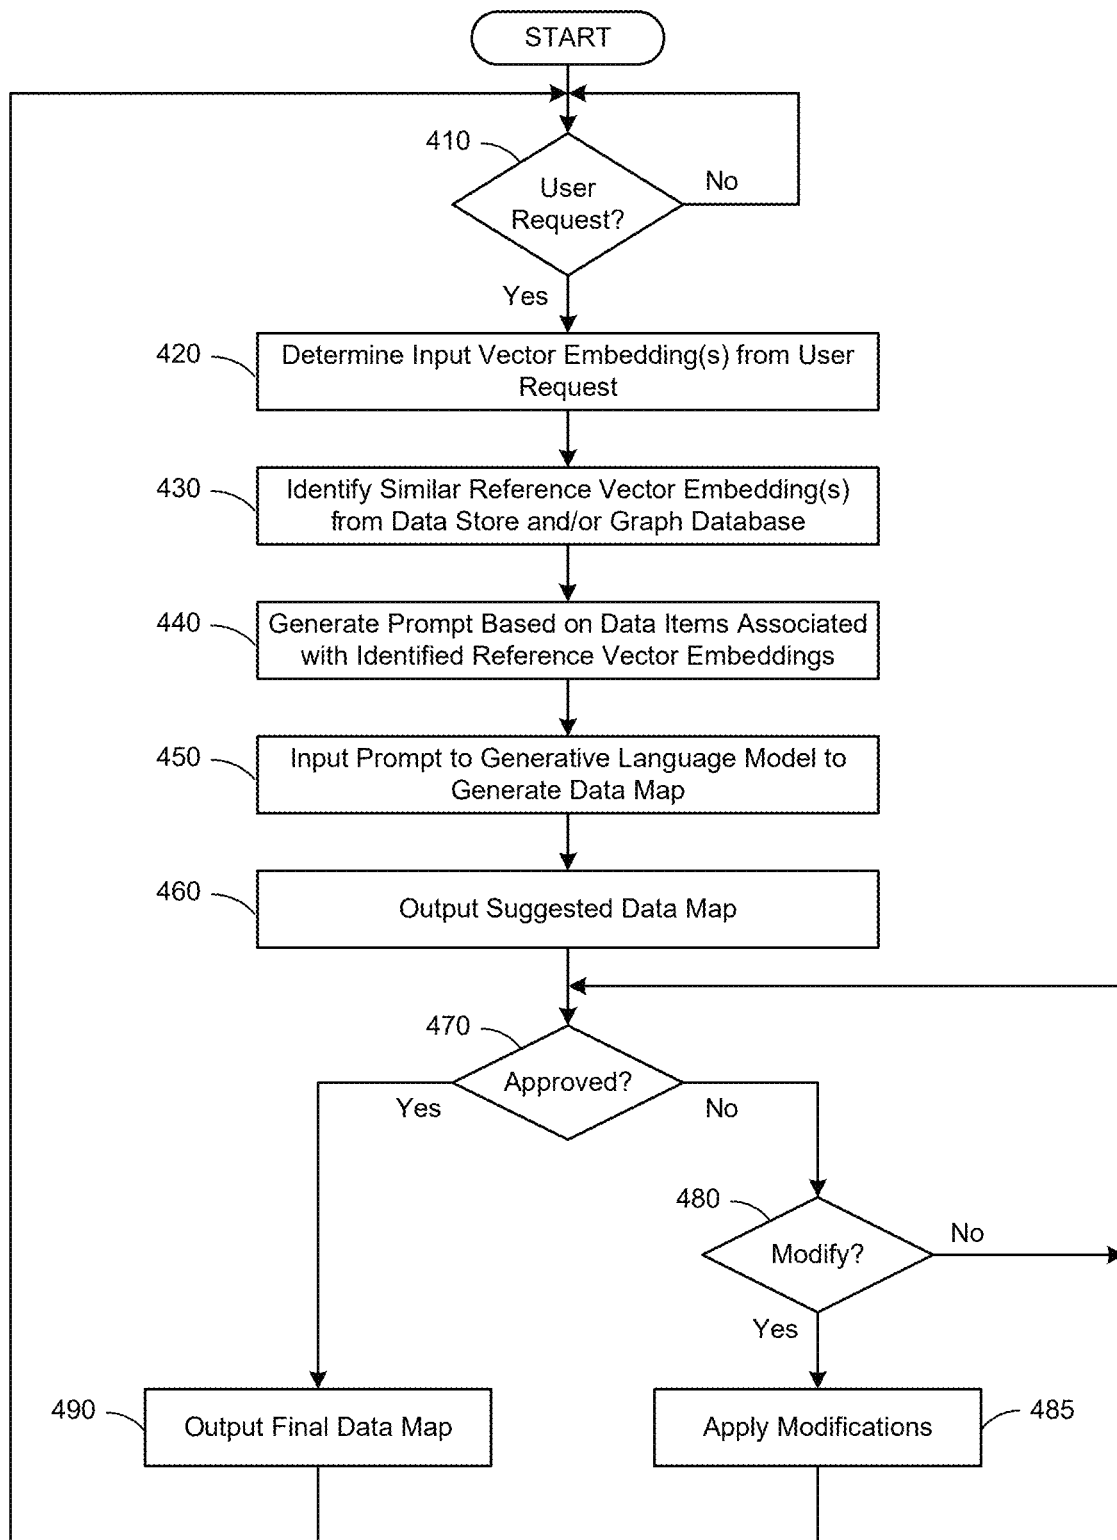 START
410
User
Request?
No
Yes
420
Determine Input Vector Embedding(s) from User
Request
430
Identify Similar Reference Vector Embedding(s)
from Data Store and/or Graph Database
440
Generate Prompt Based on Data Items Associated
with Identified Reference Vector Embeddings
450
Input Prompt to Generative Language Model to
Generate Data Map
460
Output Suggested Data Map
470
Approved?
Yes
No
480
Modify?
No
Yes
490
Output Final Data Map
Apply Modifications
485